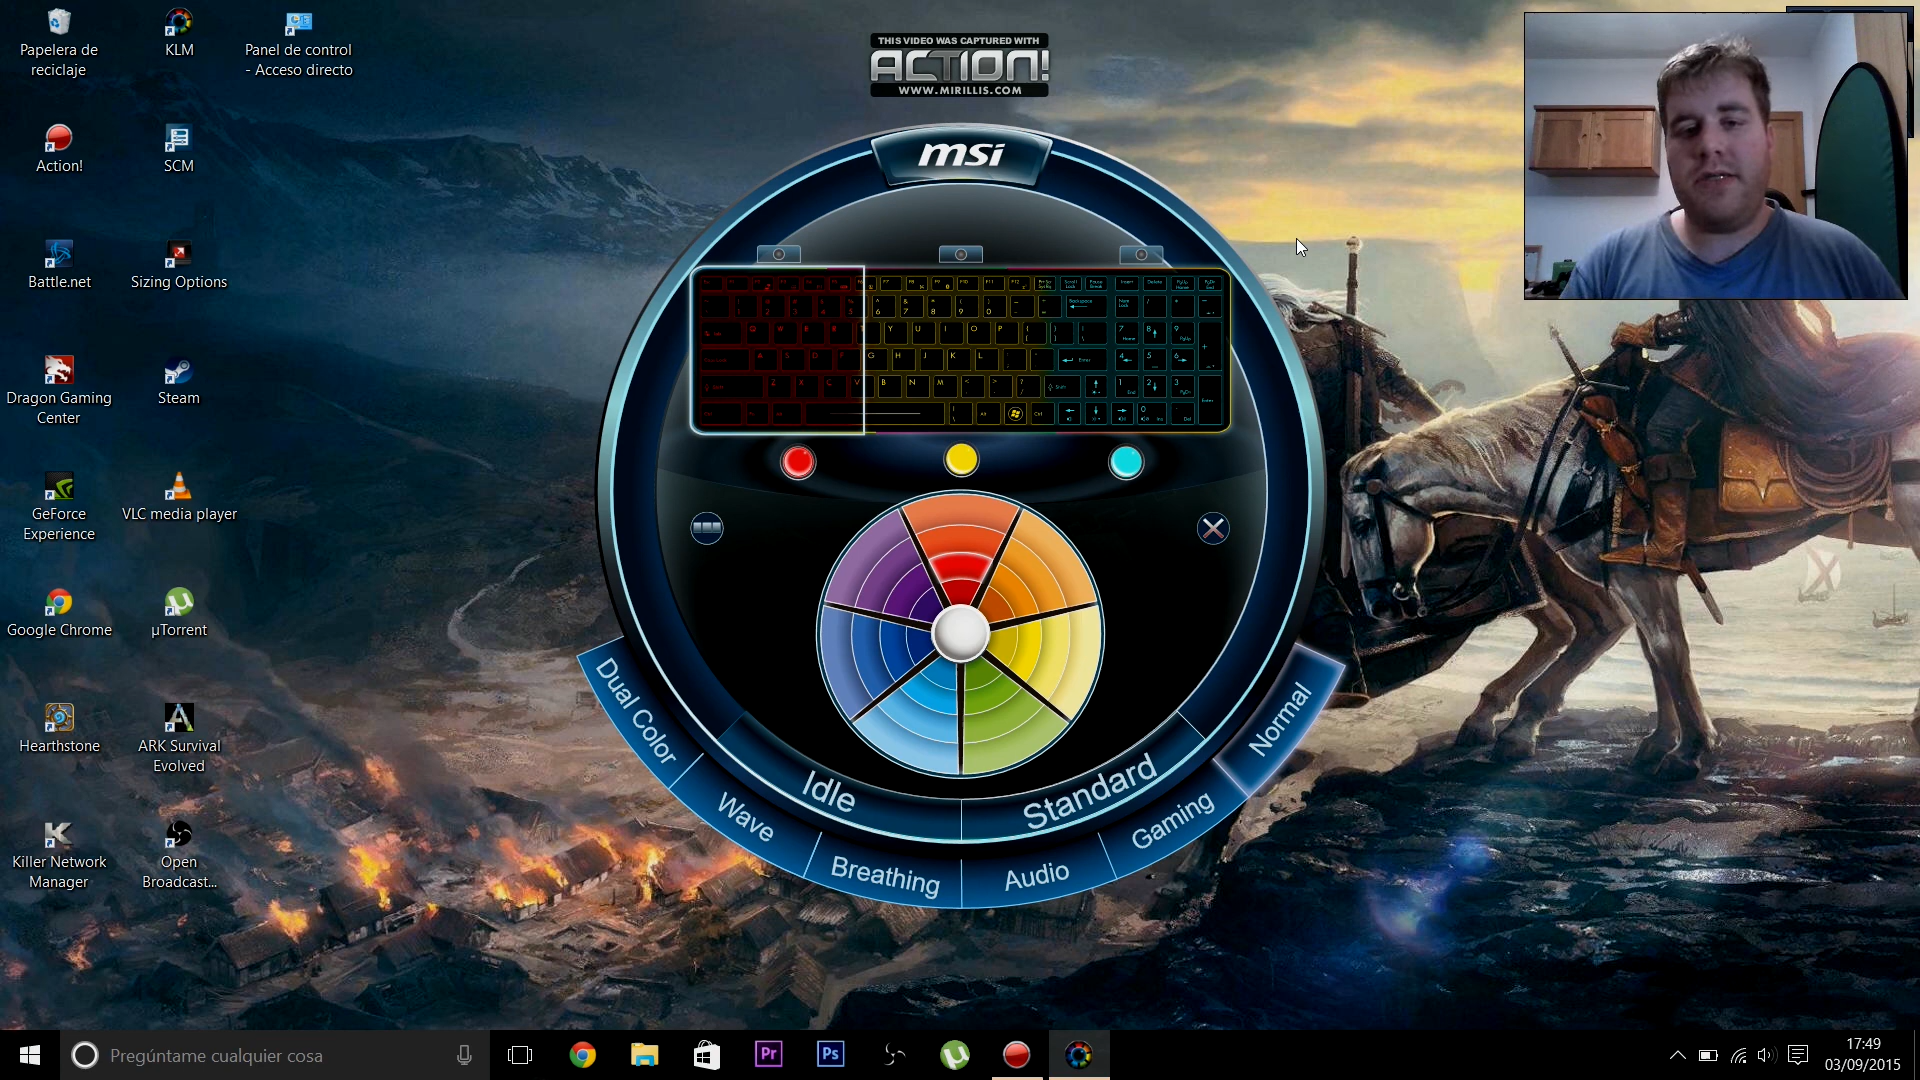 Papelera de
reciclaje
KLM
Panel de control
- Acceso directo
Action!
SCM
Battle.net
Sizing Options
Dragon Gaming
Center
Steam
GeForce
Experience
VLC media player
Google Chrome
µTorrent
Hearthstone
ARK Survival
Evolved
Killer Network
Manager
Open
Broadcast...
THIS VIDEO WAS CAPTURED WITH
ACTION!
WWW.MIRILLIS.COM
msi
Dual Color
Wave
Breathing
Audio
Gaming
Normal
Idle
Standard
Pregúntame cualquier cosa
Pr
Ps
17:49
03/09/2015